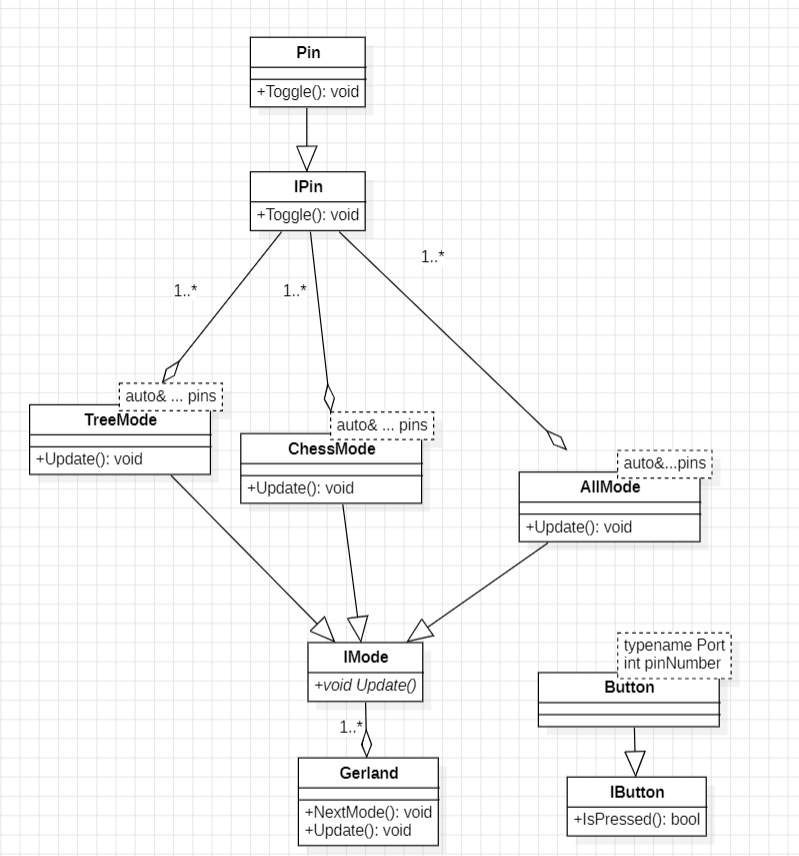 Pin
+Toggle(): void
IPin
+Toggle(): void
1..*
1..*
1..*
auto& ... pins
TreeMode
+Update(): void
auto& ... pins
ChessMode
+Update(): void
auto&...pins
AllMode
+Update(): void
IMode
+void Update()
1..*
Gerland
+NextMode(): void
+Update(): void
typename Port
int pinNumber
Button
IButton
+IsPressed(): bool